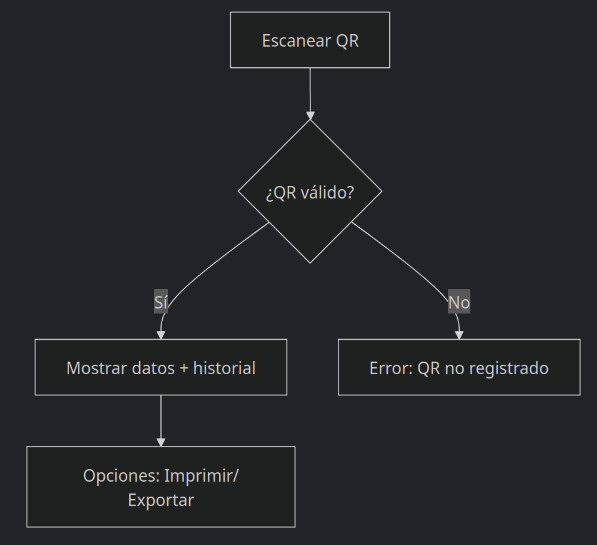 Escanear QR
¿QR válido?
Sí
No
Mostrar datos + historial
Error: QR no registrado
Opciones: Imprimir/
Exportar